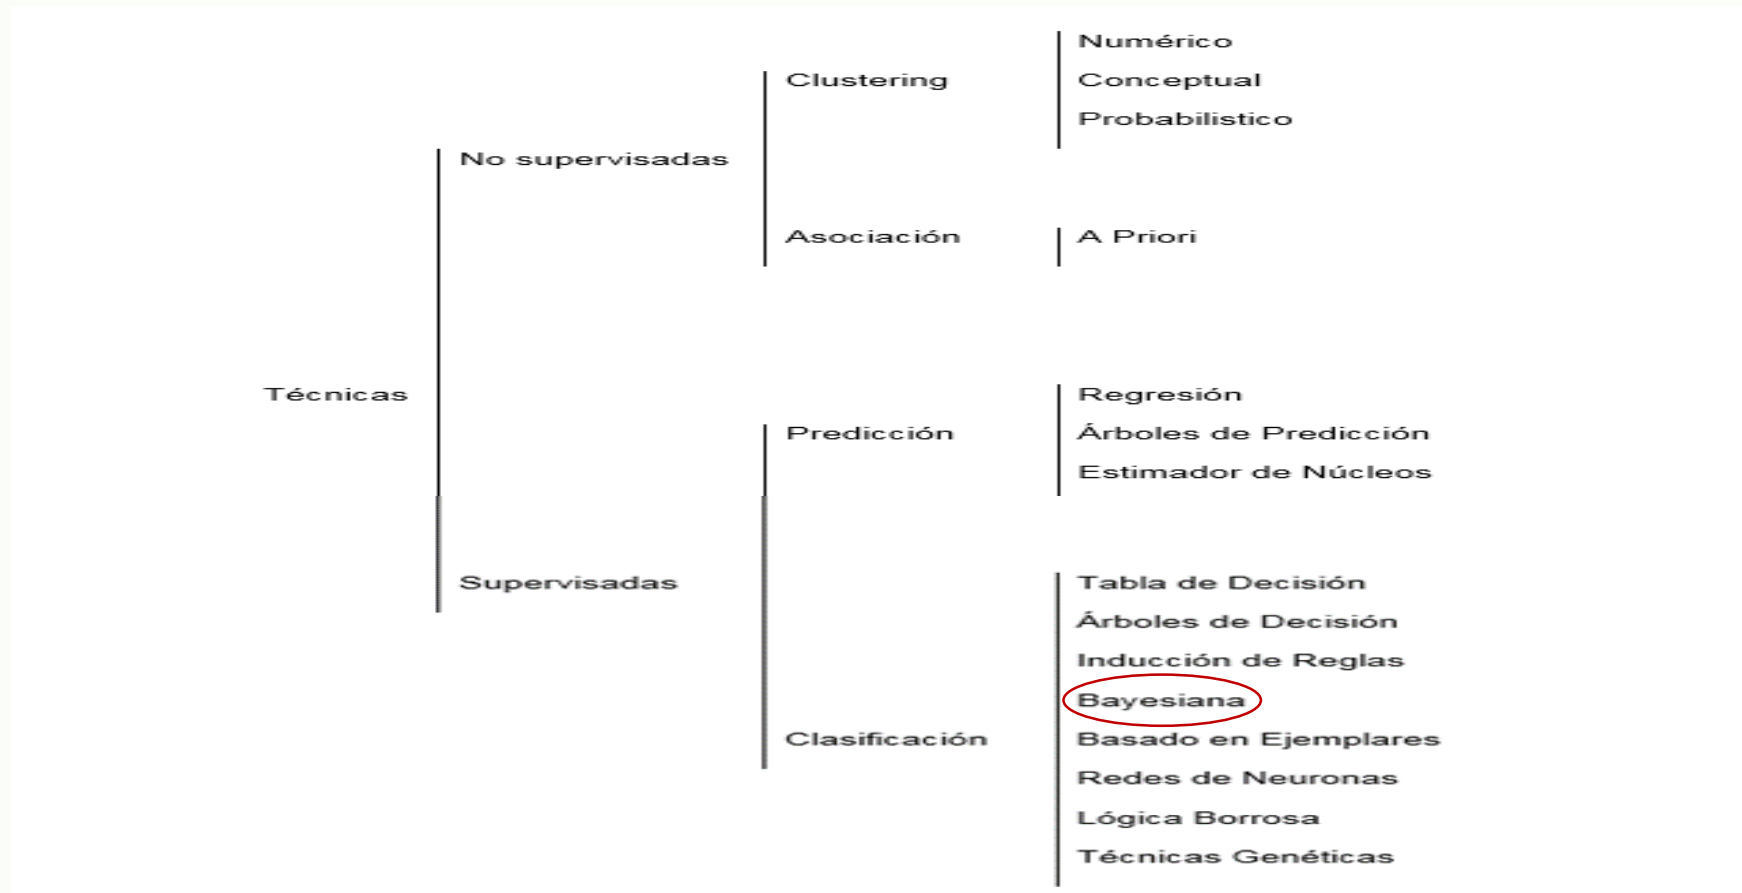 Numérico
Clustering Conceptual
Probabilistico
No supervisadas
Asociación A Priori
Técnicas Regresión
Predicción Árboles de Predicción
Estimador de Núcleos
Supervisadas Tabla de Decisión
Árboles de Decisión
Inducción de Reglas
Bayesiana
Clasificación Basado en Ejemplares
Redes de Neuronas
Lógica Borrosa
Técnicas Genéticas